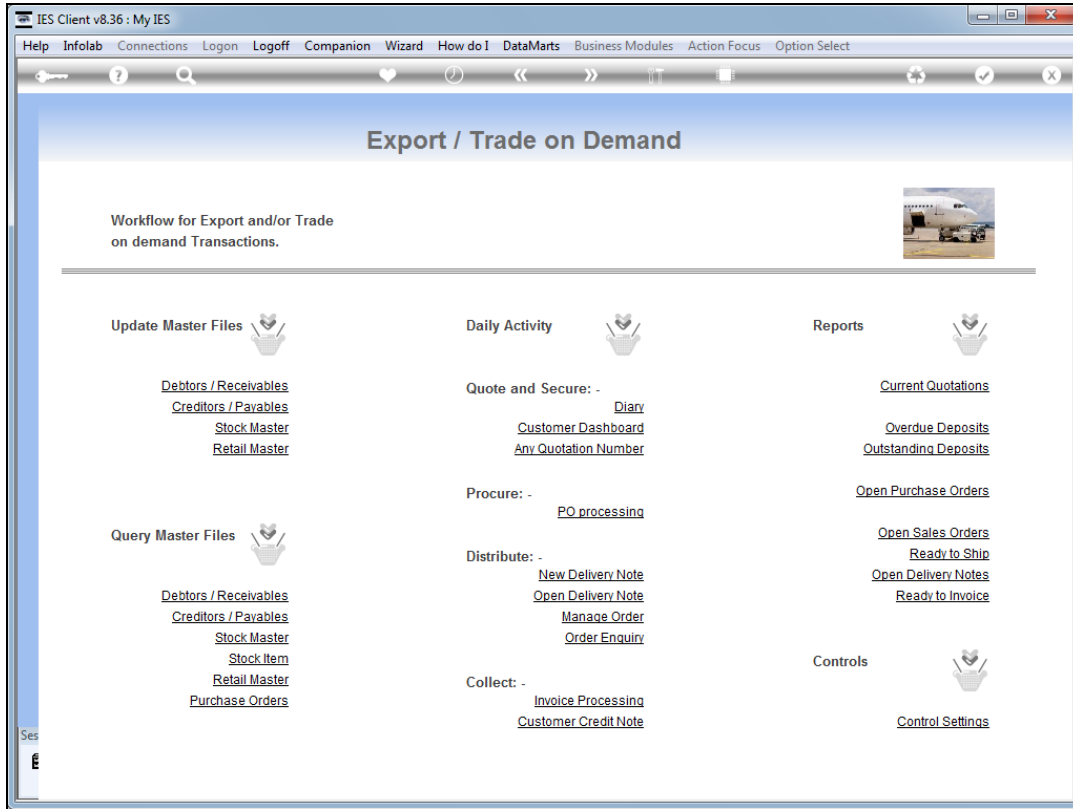 IES Client v8.36 : My IES
Help Infolab Connections Logon Logoff Companion Wizard How do I DataMarts Business Modules Action Focus Option Select
Export / Trade on Demand
Workflow for Export and/or Trade
on demand Transactions.
Update Master Files
Debtors / Receivables
Creditors / Payables
Stock Master
Retail Master
Query Master Files
Debtors / Receivables
Creditors / Payables
Stock Master
Stock Item
Retail Master
Purchase Orders
Daily Activity
Quote and Secure: -
Diary
Customer Dashboard
Any Quotation Number
Procure: -
PO processing
Distribute: -
New Delivery Note
Open Delivery Note
Manage Order
Order Enquiry
Collect: -
Invoice Processing
Customer Credit Note
Reports
Current Quotations
Overdue Deposits
Outstanding Deposits
Open Purchase Orders
Open Sales Orders
Ready to Ship
Open Delivery Notes
Ready to Invoice
Controls
Control Settings
Ses